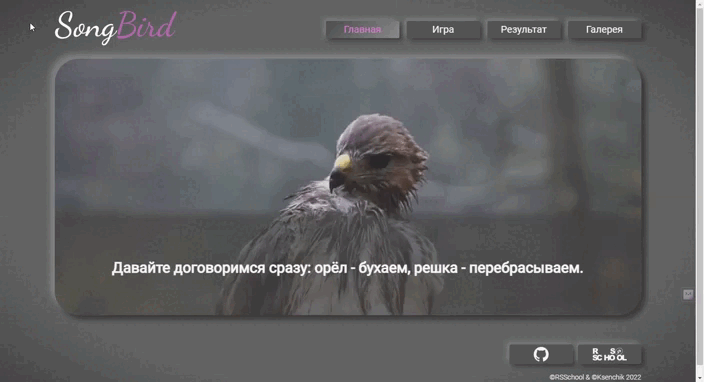 SongBird
Главная
Игра
Результат
Галерея
Давайте договоримся сразу: орёл - бухаем, решка - перебрасываем.
RS
SCHOOL
©RSSchool & ©Ksenchik 2022